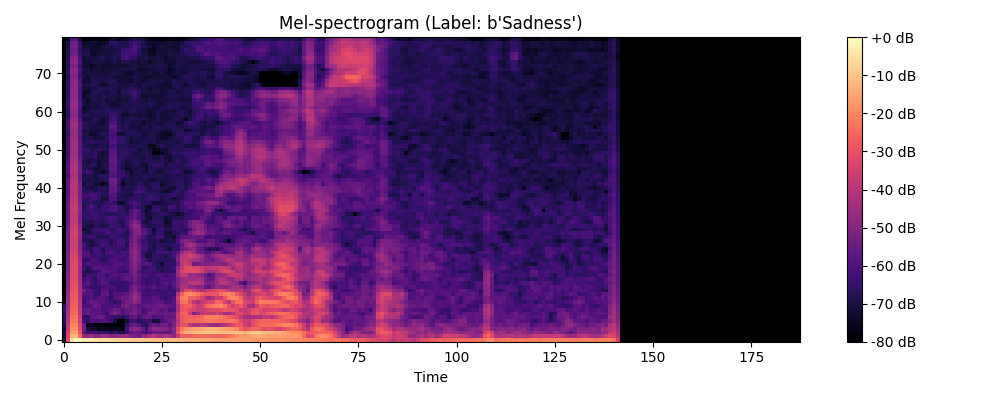 Mel-spectrogram (Label: b'Sadness')
Mel Frequency
70
60
50
40
30
20
10
0
0 25 50 75 100 125 150 175
Time
+0 dB
-10 dB
-20 dB
-30 dB
-40 dB
-50 dB
-60 dB
-70 dB
-80 dB